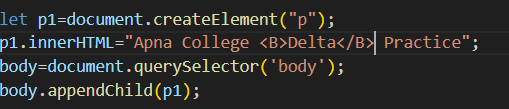 let p1=document.createElement("p");
p1.innerHTML="Apna College <B>Delta</B> Practice";
body=document.querySelector('body');
body.appendChild(p1);